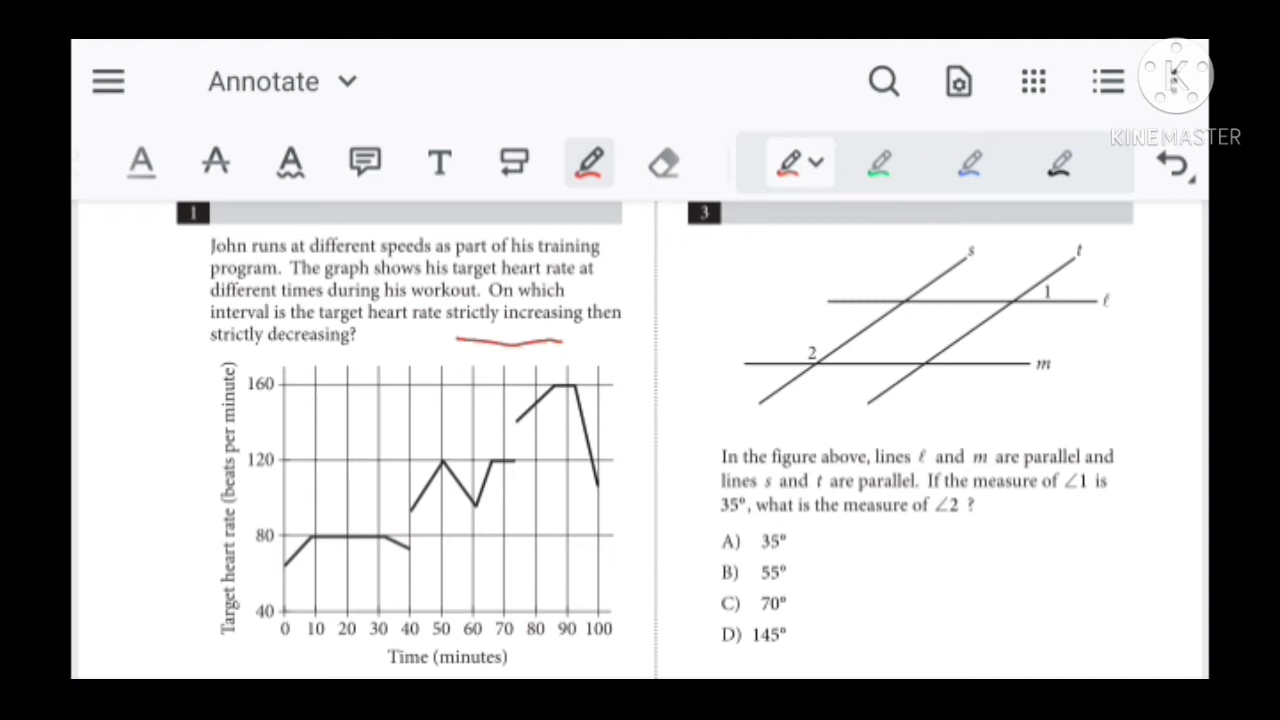 Annotate
K
KINEMASTER
A A A T
1
John runs at different speeds as part of his training
program. The graph shows his target heart rate at
different times during his workout. On which
interval is the target heart rate strictly increasing then
strictly decreasing?
Target heart rate (beats per minute)
160
120
80
40
0 10 20 30 40 50 60 70 80 90 100
Time (minutes)
3
s
t
1
ℓ
2
m
In the figure above, lines ℓ and m are parallel and
lines s and t are parallel. If the measure of ∠1 is
35°, what is the measure of ∠2 ?
A) 35°
B) 55°
C) 70°
D) 145°